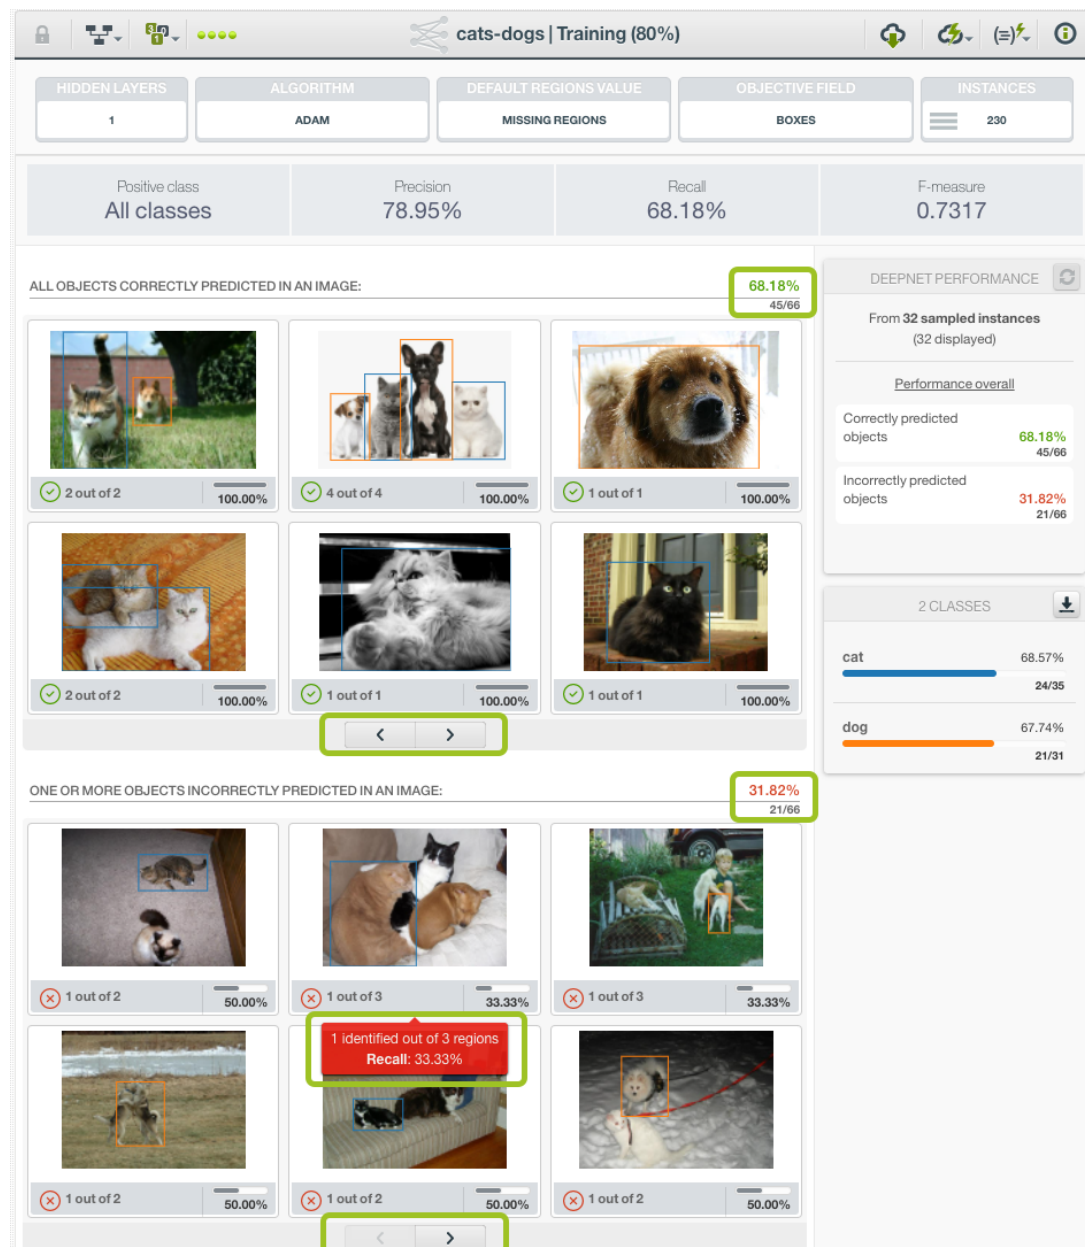 cats-dogs | Training (80%)
HIDDEN LAYERS
1
ALGORITHM
ADAM
DEFAULT REGIONS VALUE
MISSING REGIONS
OBJECTIVE FIELD
BOXES
INSTANCES
230
Positive class
All classes
Precision
78.95%
Recall
68.18%
F-measure
0.7317
ALL OBJECTS CORRECTLY PREDICTED IN AN IMAGE:
68.18%
45/66
2 out of 2
100.00%
4 out of 4
100.00%
1 out of 1
100.00%
2 out of 2
100.00%
1 out of 1
100.00%
1 out of 1
100.00%
ONE OR MORE OBJECTS INCORRECTLY PREDICTED IN AN IMAGE:
31.82%
21/66
1 out of 2
50.00%
1 out of 3
33.33%
1 out of 3
33.33%
1 identified out of 3 regions
Recall: 33.33%
1 out of 2
50.00%
1 out of 2
50.00%
1 out of 2
50.00%
DEEPNET PERFORMANCE
From 32 sampled instances
(32 displayed)
Performance overall
Correctly predicted
objects
68.18%
45/66
Incorrectly predicted
objects
31.82%
21/66
2 CLASSES
cat
68.57%
24/35
dog
67.74%
21/31